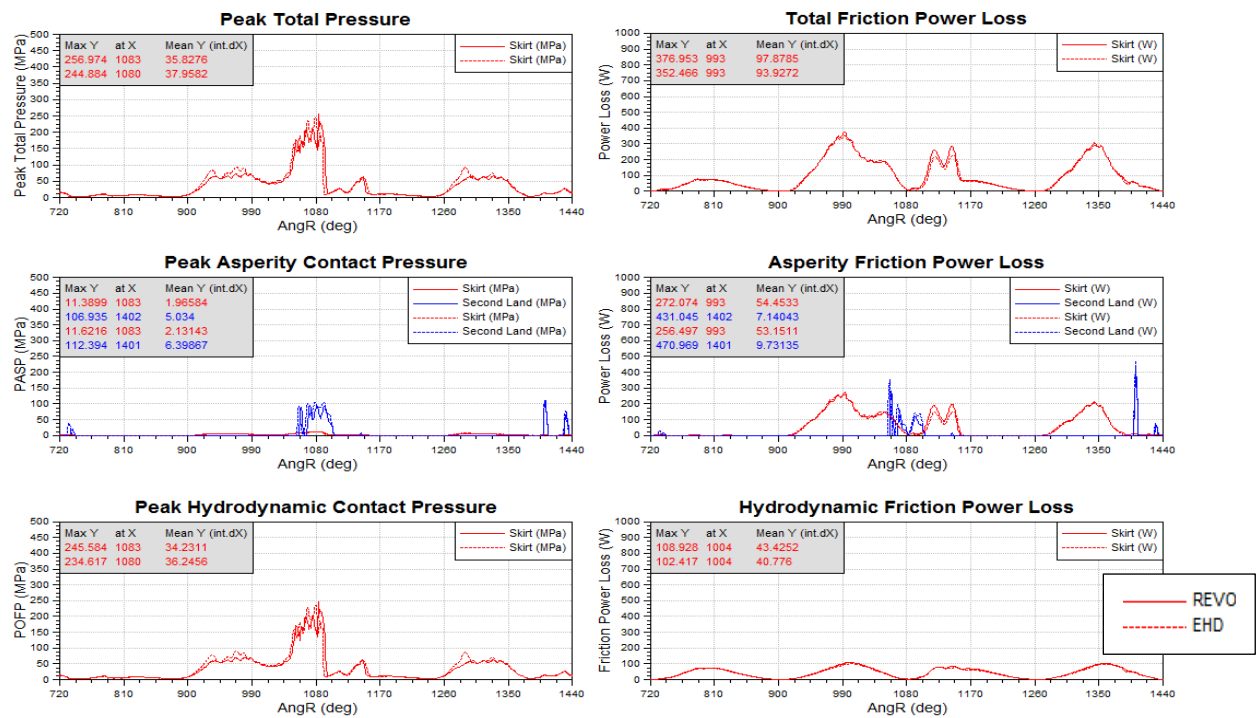 Peak Total Pressure
Peak Total Pressure (MPa)
500
450
400
350
300
250
200
150
100
50
0
Max Y at X Mean Y (int.dX)
256.974 1083 35.8276
244.884 1080 37.9582
Skirt (MPa)
Skirt (MPa)
720 810 900 990 1080 1170 1260 1350 1440
AngR (deg)
Total Friction Power Loss
Power Loss (W)
1000
900
800
700
600
500
400
300
200
100
0
Max Y at X Mean Y (int.dX)
376.953 993 97.8785
352.466 993 93.9272
Skirt (W)
Skirt (W)
720 810 900 990 1080 1170 1260 1350 1440
AngR (deg)
Peak Asperity Contact Pressure
PASP (MPa)
500
450
400
350
300
250
200
150
100
50
0
Max Y at X Mean Y (int.dX)
11.3899 1083 1.96584
106.935 1402 5.034
11.6216 1083 2.13143
112.394 1401 6.39867
Skirt (MPa)
Second Land (MPa)
Skirt (MPa)
Second Land (MPa)
720 810 900 990 1080 1170 1260 1350 1440
AngR (deg)
Asperity Friction Power Loss
Power Loss (W)
1000
900
800
700
600
500
400
300
200
100
0
Max Y at X Mean Y (int.dX)
272.074 993 54.4533
431.045 1402 7.14043
256.497 993 53.1511
470.969 1401 9.73135
Skirt (W)
Second Land (W)
Skirt (W)
Second Land (W)
720 810 900 990 1080 1170 1260 1350 1440
AngR (deg)
Peak Hydrodynamic Contact Pressure
POFP (MPa)
500
450
400
350
300
250
200
150
100
50
0
Max Y at X Mean Y (int.dX)
245.584 1083 34.2311
234.617 1080 36.2456
Skirt (MPa)
Skirt (MPa)
720 810 900 990 1080 1170 1260 1350 1440
AngR (deg)
Hydrodynamic Friction Power Loss
Friction Power Loss (W)
1000
900
800
700
600
500
400
300
200
100
0
Max Y at X Mean Y (int.dX)
108.928 1004 43.4252
102.417 1004 40.776
Skirt (W)
Skirt (W)
720 810 900 990 1080 1170 1260 1350 1440
AngR (deg)
REVO
EHD